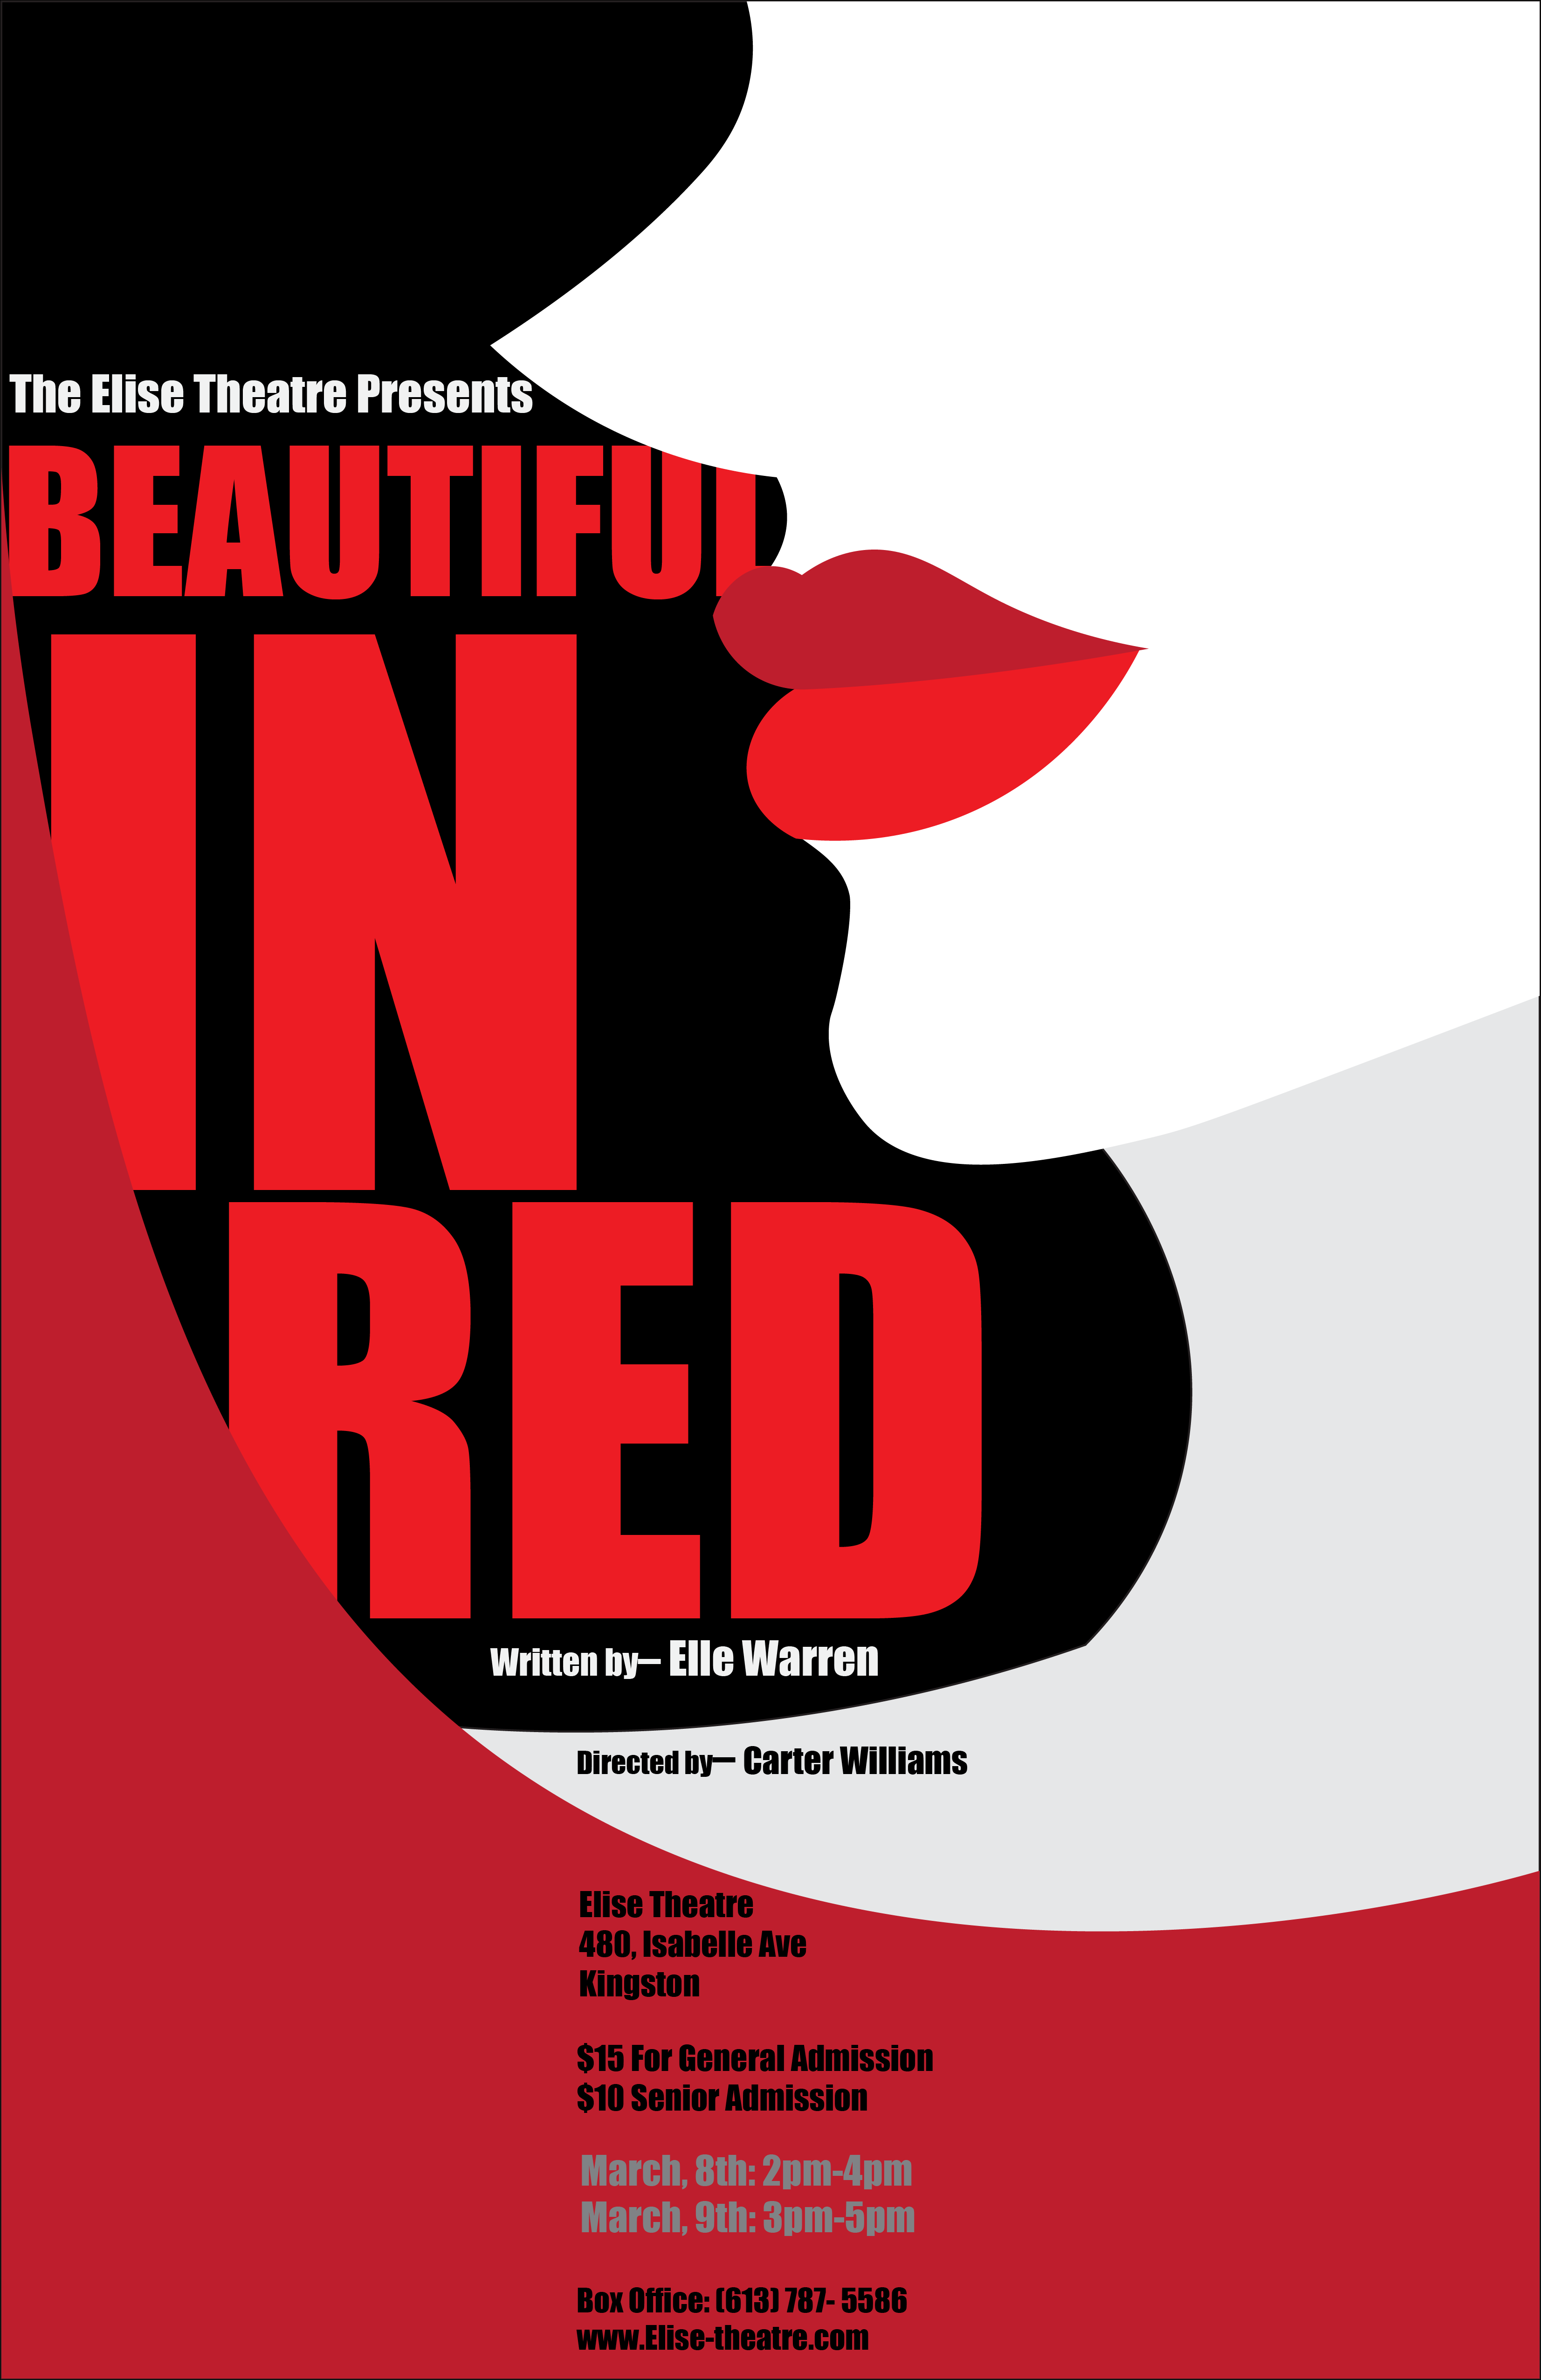 The Elise Theatre Presents
BEAUTIFUL
IN
RED
Written by— Elle Warren
Directed by— Carter Williams
Elise Theatre
480, Isabelle Ave
Kingston
$15 For General Admission
$10 Senior Admission
March, 8th: 2pm-4pm
March, 9th: 3pm-5pm
Box Office: (613) 787- 5586
www.Elise-theatre.com